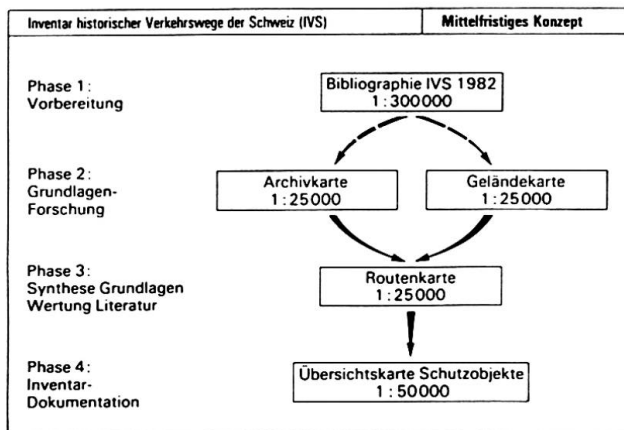 Inventar historischer Verkehrswege der Schweiz (IVS)
Mittelfristiges Konzept
Phase 1:
Vorbereitung
Bibliographie IVS 1982
1:300000
Phase 2:
Grundlagen-
Forschung
Archivkarte
1:25000
Geländekarte
1:25000
Phase 3:
Synthese Grundlagen
Wertung Literatur
Routenkarte
1:25000
Phase 4:
Inventar-
Dokumentation
Übersichtskarte Schutzobjekte
1:50000